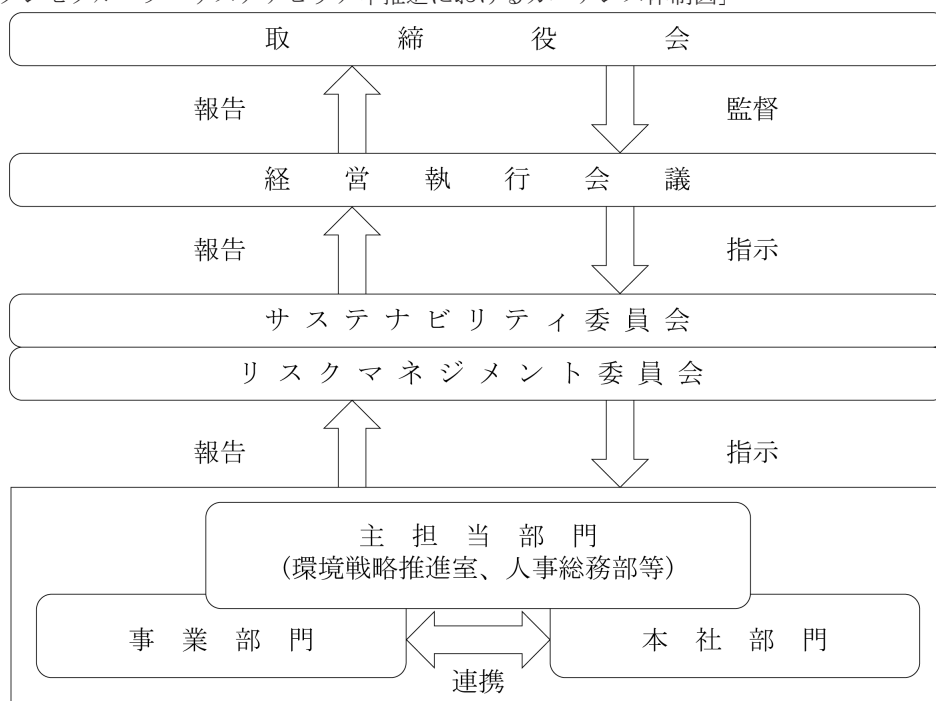 取締役会
報告
監督
経営執行会議
報告
指示
サステナビリティ委員会
リスクマネジメント委員会
報告
指示
主担当部門
(環境戦略推進室、人事総務部等)
事業部門
本社部門
連携